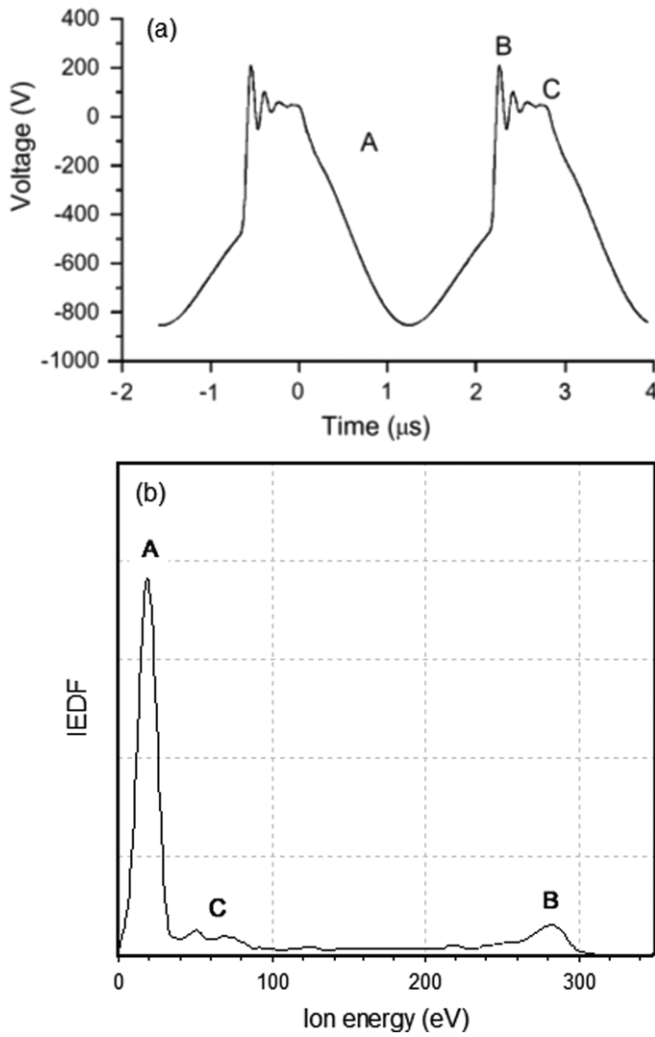 (a)
400
200
0
-200
-400
-600
-800
-1000
Voltage (V)
A
B
C
-2 -1 0 1 2 3 4
Time (μs)
(b)
A
C
B
IEDF
0 100 200 300
Ion energy (eV)